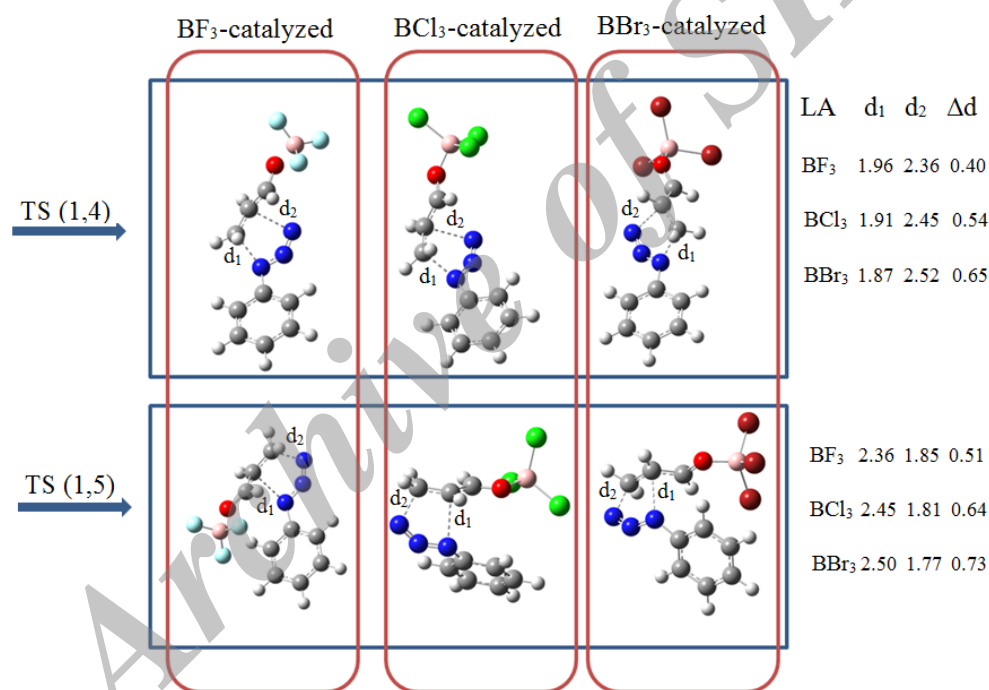 BF₃-catalyzed BCl₃-catalyzed BBr₃-catalyzed
LA d₁ d₂ Δd
BF₃ 1.96 2.36 0.40
TS (1,4)
BCl₃ 1.91 2.45 0.54
BBr₃ 1.87 2.52 0.65
d₂ d₂ d₂
d₁ d₁ d₁
BF₃ 2.36 1.85 0.51
TS (1,5)
BCl₃ 2.45 1.81 0.64
BBr₃ 2.50 1.77 0.73
d₂ d₂ d₂
d₁ d₁ d₁
Archive of